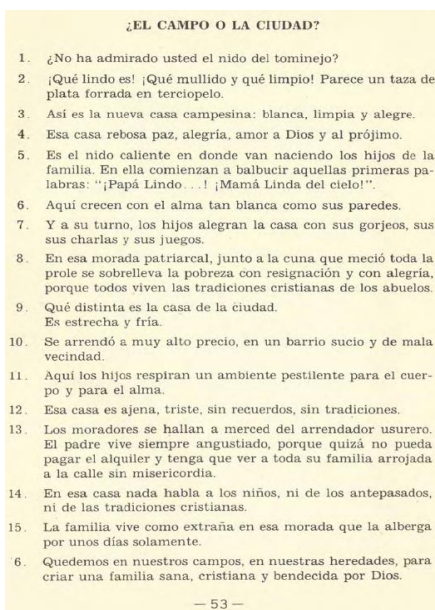 ¿EL CAMPO O LA CIUDAD?
1. ¿No ha admirado usted el nido del tominejo?
2. ¡Qué lindo es! ¡Qué mullido y qué limpio! Parece un taza de
plata forrada en terciopelo.
3. Así es la nueva casa campesina: blanca, limpia y alegre.
4. Esa casa rebosa paz, alegría, amor a Dios y al prójimo.
5. Es el nido caliente en donde van naciendo los hijos de la
familia. En ella comienzan a balbucir aquellas primeras pa-
labras: "¡Papá Lindo...! ¡Mamá Linda del cielo!".
6. Aquí crecen con el alma tan blanca como sus paredes.
7. Y a su turno, los hijos alegran la casa con sus gorjeos, sus
sus charlas y sus juegos.
8. En esa morada patriarcal, junto a la cuna que meció toda la
prole se sobrelleva la pobreza con resignación y con alegría,
porque todos viven las tradiciones cristianas de los abuelos.
9. Qué distinta es la casa de la ciudad.
Es estrecha y fría.
10. Se arrendó a muy alto precio, en un barrio sucio y de mala
vecindad.
11. Aquí los hijos respiran un ambiente pestilente para el cuer-
po y para el alma.
12. Esa casa es ajena, triste, sin recuerdos, sin tradiciones.
13. Los moradores se hallan a merced del arrendador usurero.
El padre vive siempre angustiado, porque quizá no pueda
pagar el alquiler y tenga que ver a toda su familia arrojada
a la calle sin misericordia.
14. En esa casa nada habla a los niños, ni de los antepasados,
ni de las tradiciones cristianas.
15. La familia vive como extraña en esa morada que la alberga
por unos días solamente.
6. Quedemos en nuestros campos, en nuestras heredades, para
criar una familia sana, cristiana y bendecida por Dios.
— 53 —